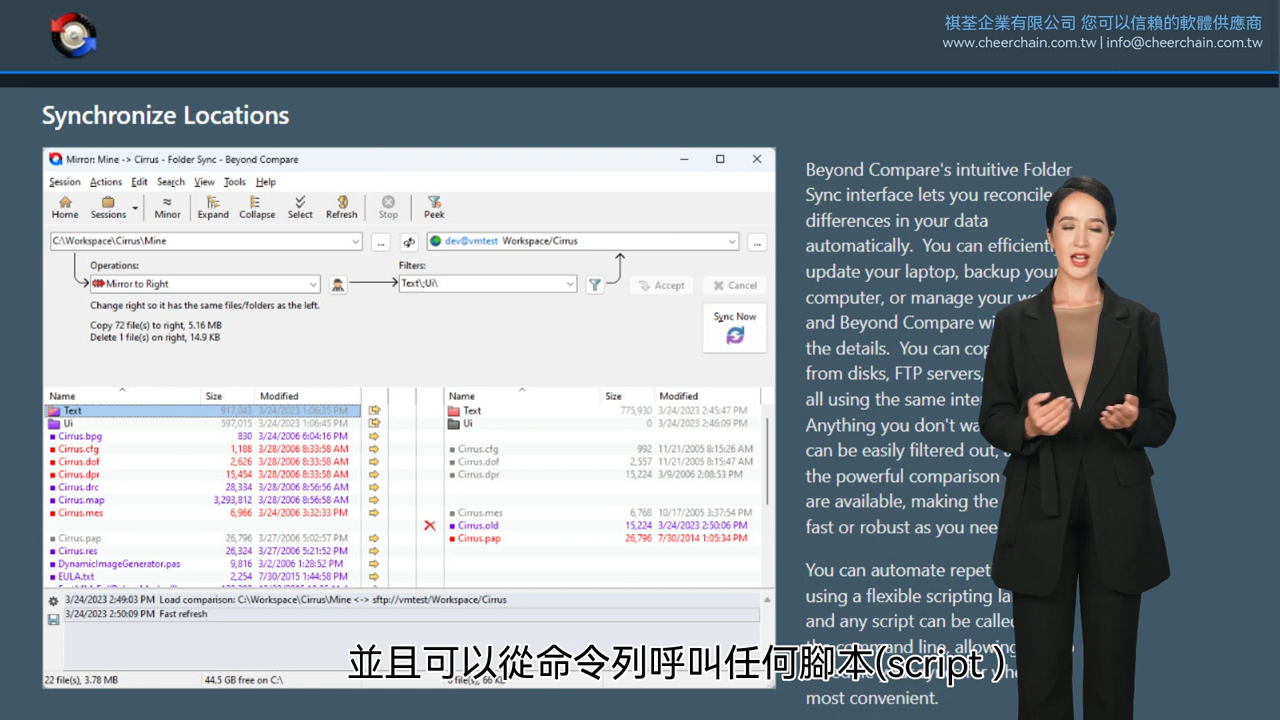 祺荃企業有限公司 您可以信賴的軟體供應商
www.cheerchain.com.tw | info@cheerchain.com.tw
Synchronize Locations
Mirror: Mine -> Cirrus - Folder Sync - Beyond Compare
Session Actions Edit Search View Tools Help
Home Sessions Minor Expand Collapse Select Refresh Stop Peek
C:\Workspace\Cirrus\Mine
dev@vmtest Workspace/Cirrus
Operations:
Filters:
Mirror to Right
Text\;Ui\
Accept Cancel
Change right so it has the same files/folders as the left.
Copy 72 file(s) to right, 5.16 MB
Delete 1 file(s) on right, 14.9 KB
Sync Now
Name Size Modified Name Size Modified
Text 917,043 3/24/2023 1:06:35 PM Text 775,930 3/24/2023 2:45:47 PM
Ui 597,015 3/24/2023 1:06:45 PM Ui 0 3/24/2023 2:46:09 PM
Cirrus.bpg 830 3/24/2006 6:04:16 PM
Cirrus.cfg 1,188 3/28/2006 8:33:58 AM Cirrus.cfg 992 11/21/2005 8:15:26 AM
Cirrus.dof 2,626 3/28/2006 8:33:58 AM Cirrus.dof 2,557 11/21/2005 8:15:47 AM
Cirrus.dpr 15,454 3/28/2006 8:33:58 AM Cirrus.dpr 15,224 3/9/2006 2:08:53 PM
Cirrus.drc 28,334 3/28/2006 8:56:56 AM
Cirrus.map 3,293,812 3/28/2006 8:56:58 AM
Cirrus.mes 6,966 3/24/2006 3:32:33 PM Cirrus.mes 6,768 10/17/2005 3:37:54 PM
Cirrus.old 15,224 3/24/2023 2:50:06 PM
Cirrus.pap 26,796 3/27/2006 5:02:57 PM Cirrus.pap 26,796 7/30/2014 1:05:34 PM
Cirrus.res 26,324 3/27/2006 5:21:52 PM
DynamicImageGenerator.pas 9,816 3/2/2006 1:28:52 PM
EULA.txt 2,254 7/30/2015 1:44:58 PM
3/24/2023 2:49:03 PM Load comparison: C:\Workspace\Cirrus\Mine <-> sftp://vmtest/Workspace/Cirrus
3/24/2023 2:50:09 PM Fast refresh
22 file(s), 3.78 MB 44.5 GB free on C:\
Beyond Compare's intuitive Folder
Sync interface lets you reconcile
differences in your data
automatically. You can efficient
update your laptop, backup your
computer, or manage your
and Beyond Compare
the details. You can
from disks, FTP servers,
all using the same
Anything you don't
can be easily filtered out,
the powerful comparison
are available, making the
fast or robust as you
You can automate
using a flexible scripting
and any script can be called
the command line, allowing
most convenient.
並且可以從命令列呼叫任何腳本(script )